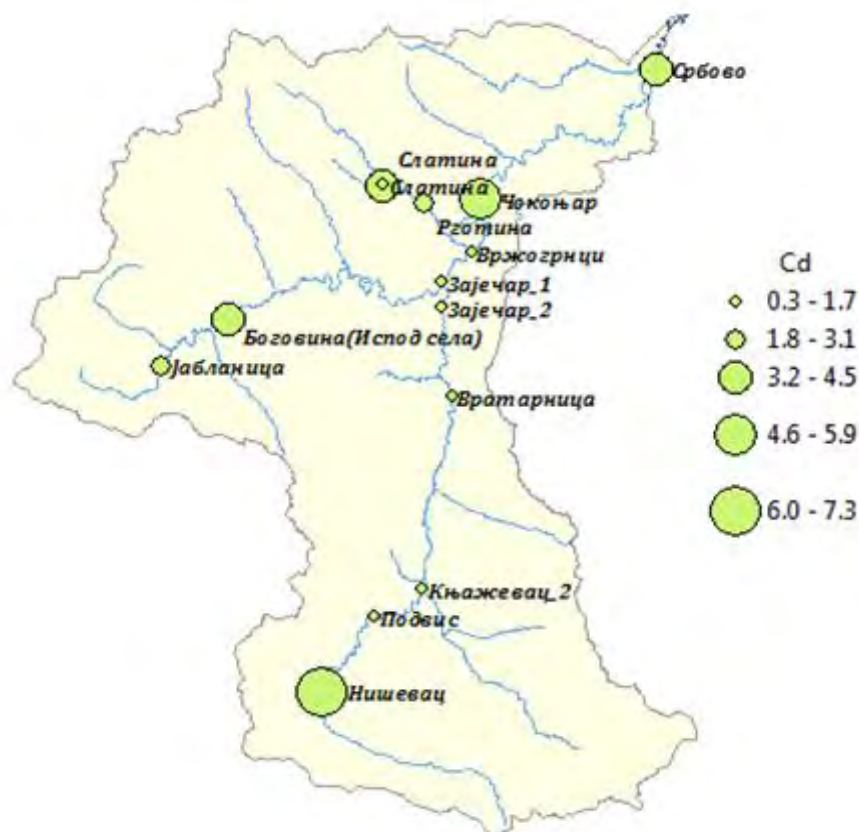 Србово
Слатина
Слатина
Чокоњар
Рготина
Вржогрнци
Зајечар_1
Зајечар_2
Боговина(Испод села)
Јабланица
Вратарница
Књажевац_2
Подвис
Нишевац
Cd
0.3 - 1.7
1.8 - 3.1
3.2 - 4.5
4.6 - 5.9
6.0 - 7.3